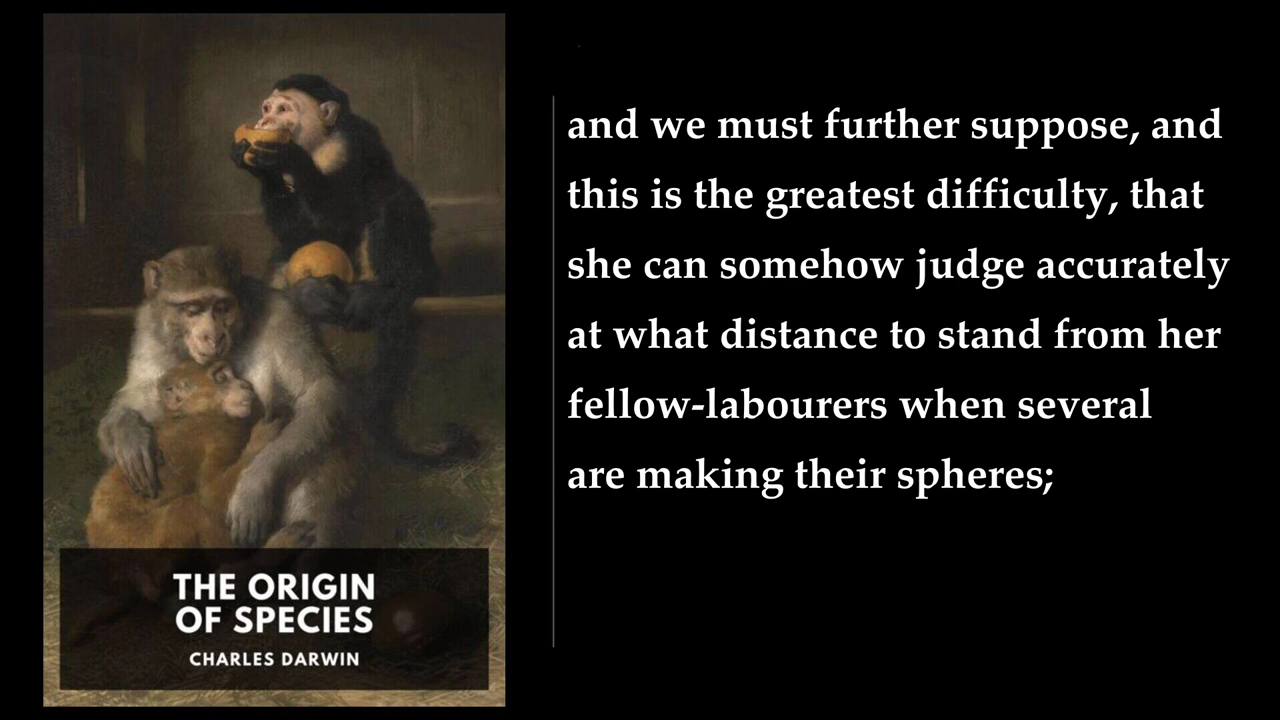 THE ORIGIN
OF SPECIES
CHARLES DARWIN
and we must further suppose, and
this is the greatest difficulty, that
she can somehow judge accurately
at what distance to stand from her
fellow-labourers when several
are making their spheres;